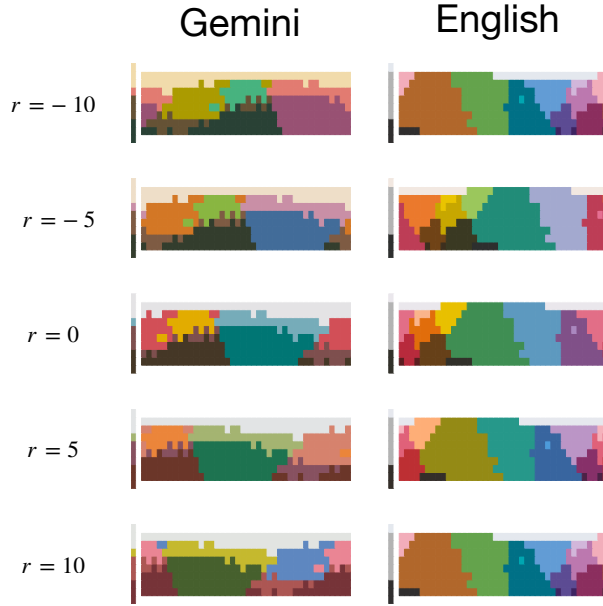 Gemini English
r = − 10
r = − 5
r = 0
r = 5
r = 10